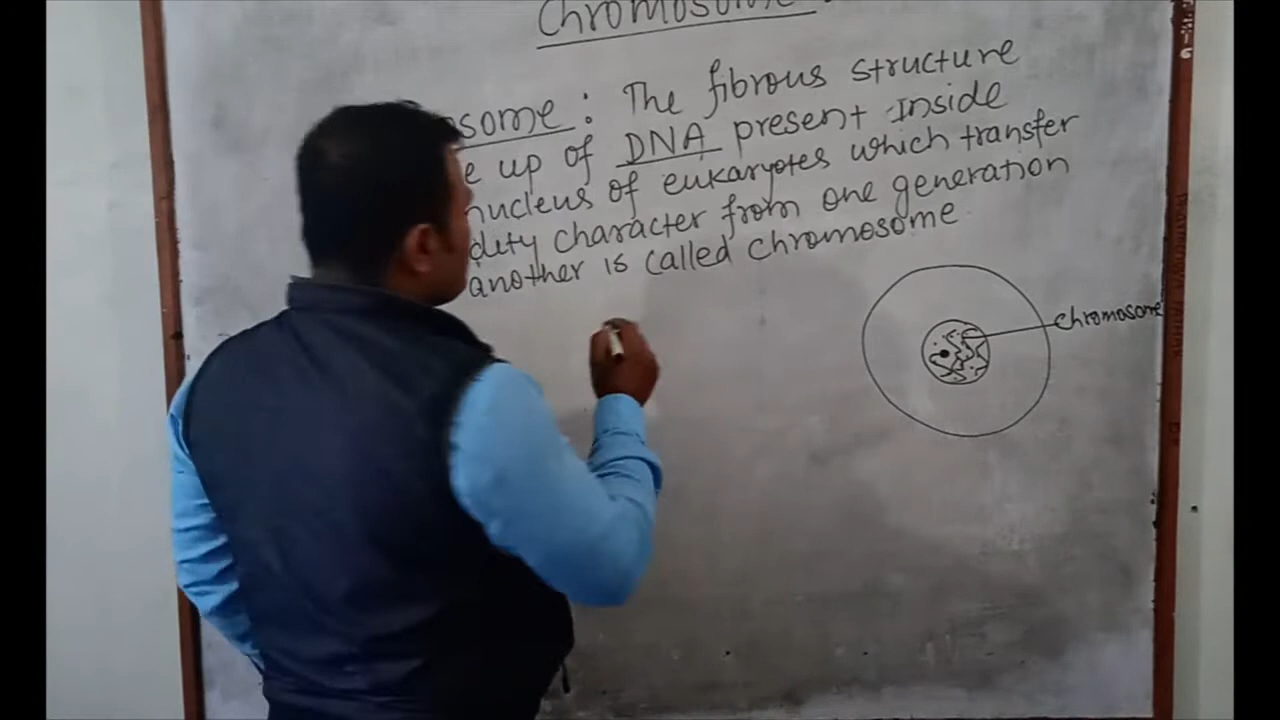 Chromosome :
osome : The fibrous structure
e up of DNA present Inside
nucleus of eukaryotes which transfer
dity character from one generation
another is called chromosome
chromosome